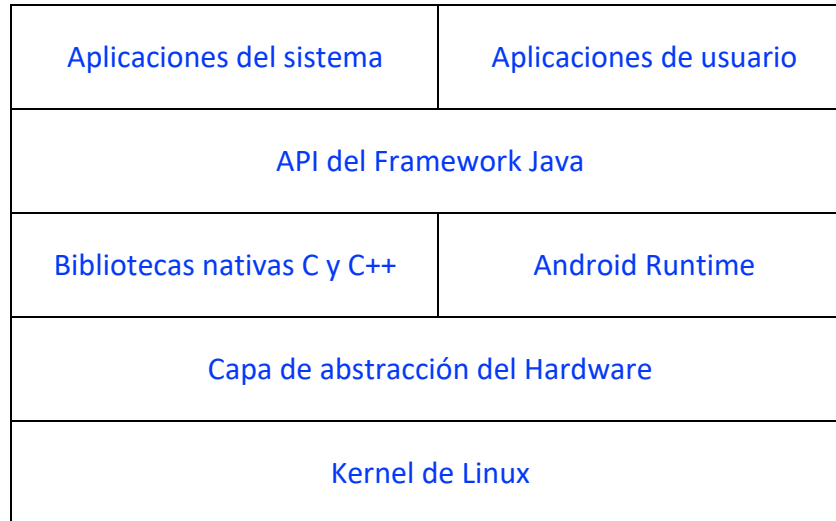 Aplicaciones del sistema
Aplicaciones de usuario
API del Framework Java
Bibliotecas nativas C y C++
Android Runtime
Capa de abstracción del Hardware
Kernel de Linux